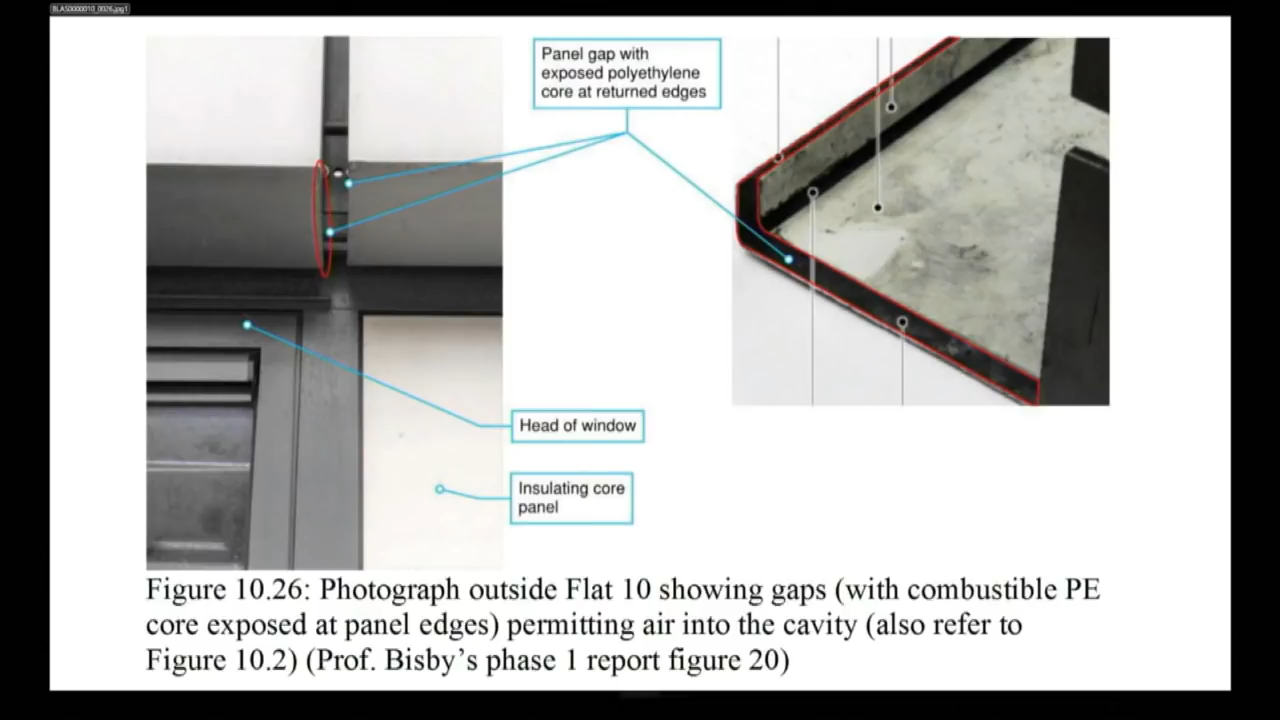 BLAS0000010_0026.jpg1
Panel gap with
exposed polyethylene
core at returned edges
Head of window
Insulating core
panel
Figure 10.26: Photograph outside Flat 10 showing gaps (with combustible PE
core exposed at panel edges) permitting air into the cavity (also refer to
Figure 10.2) (Prof. Bisby’s phase 1 report figure 20)